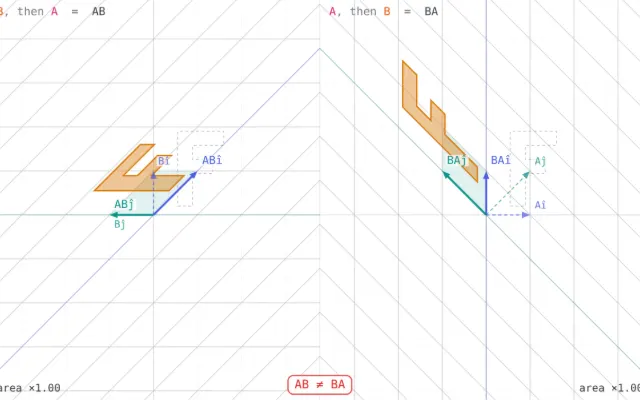 B, then A = AB
A, then B = BA
Bî
ABî
ABĵ
Bĵ
BAĵ
BAî
Aĵ
Aî
area ×1.00
AB ≠ BA
area ×1.00